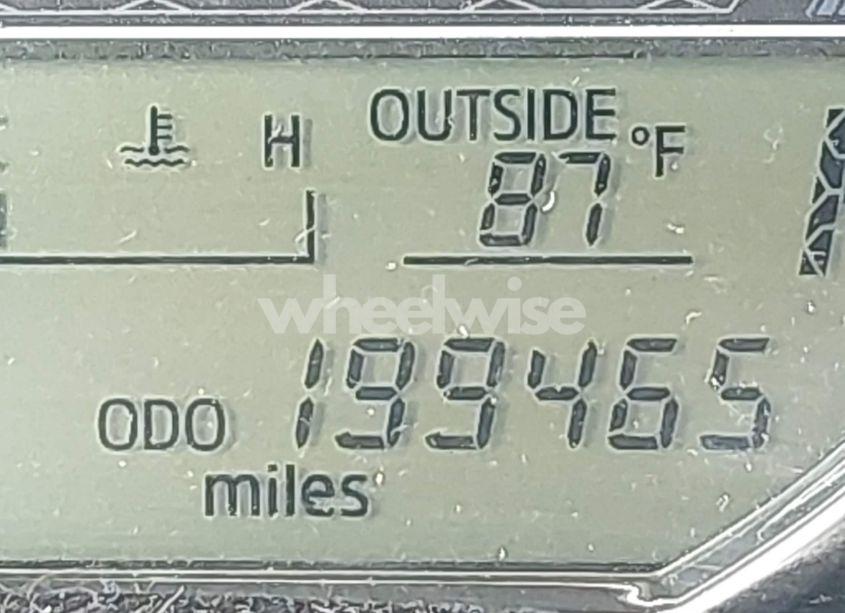 OUTSIDE
H
°F
87
wheelwise
ODO 199465
miles